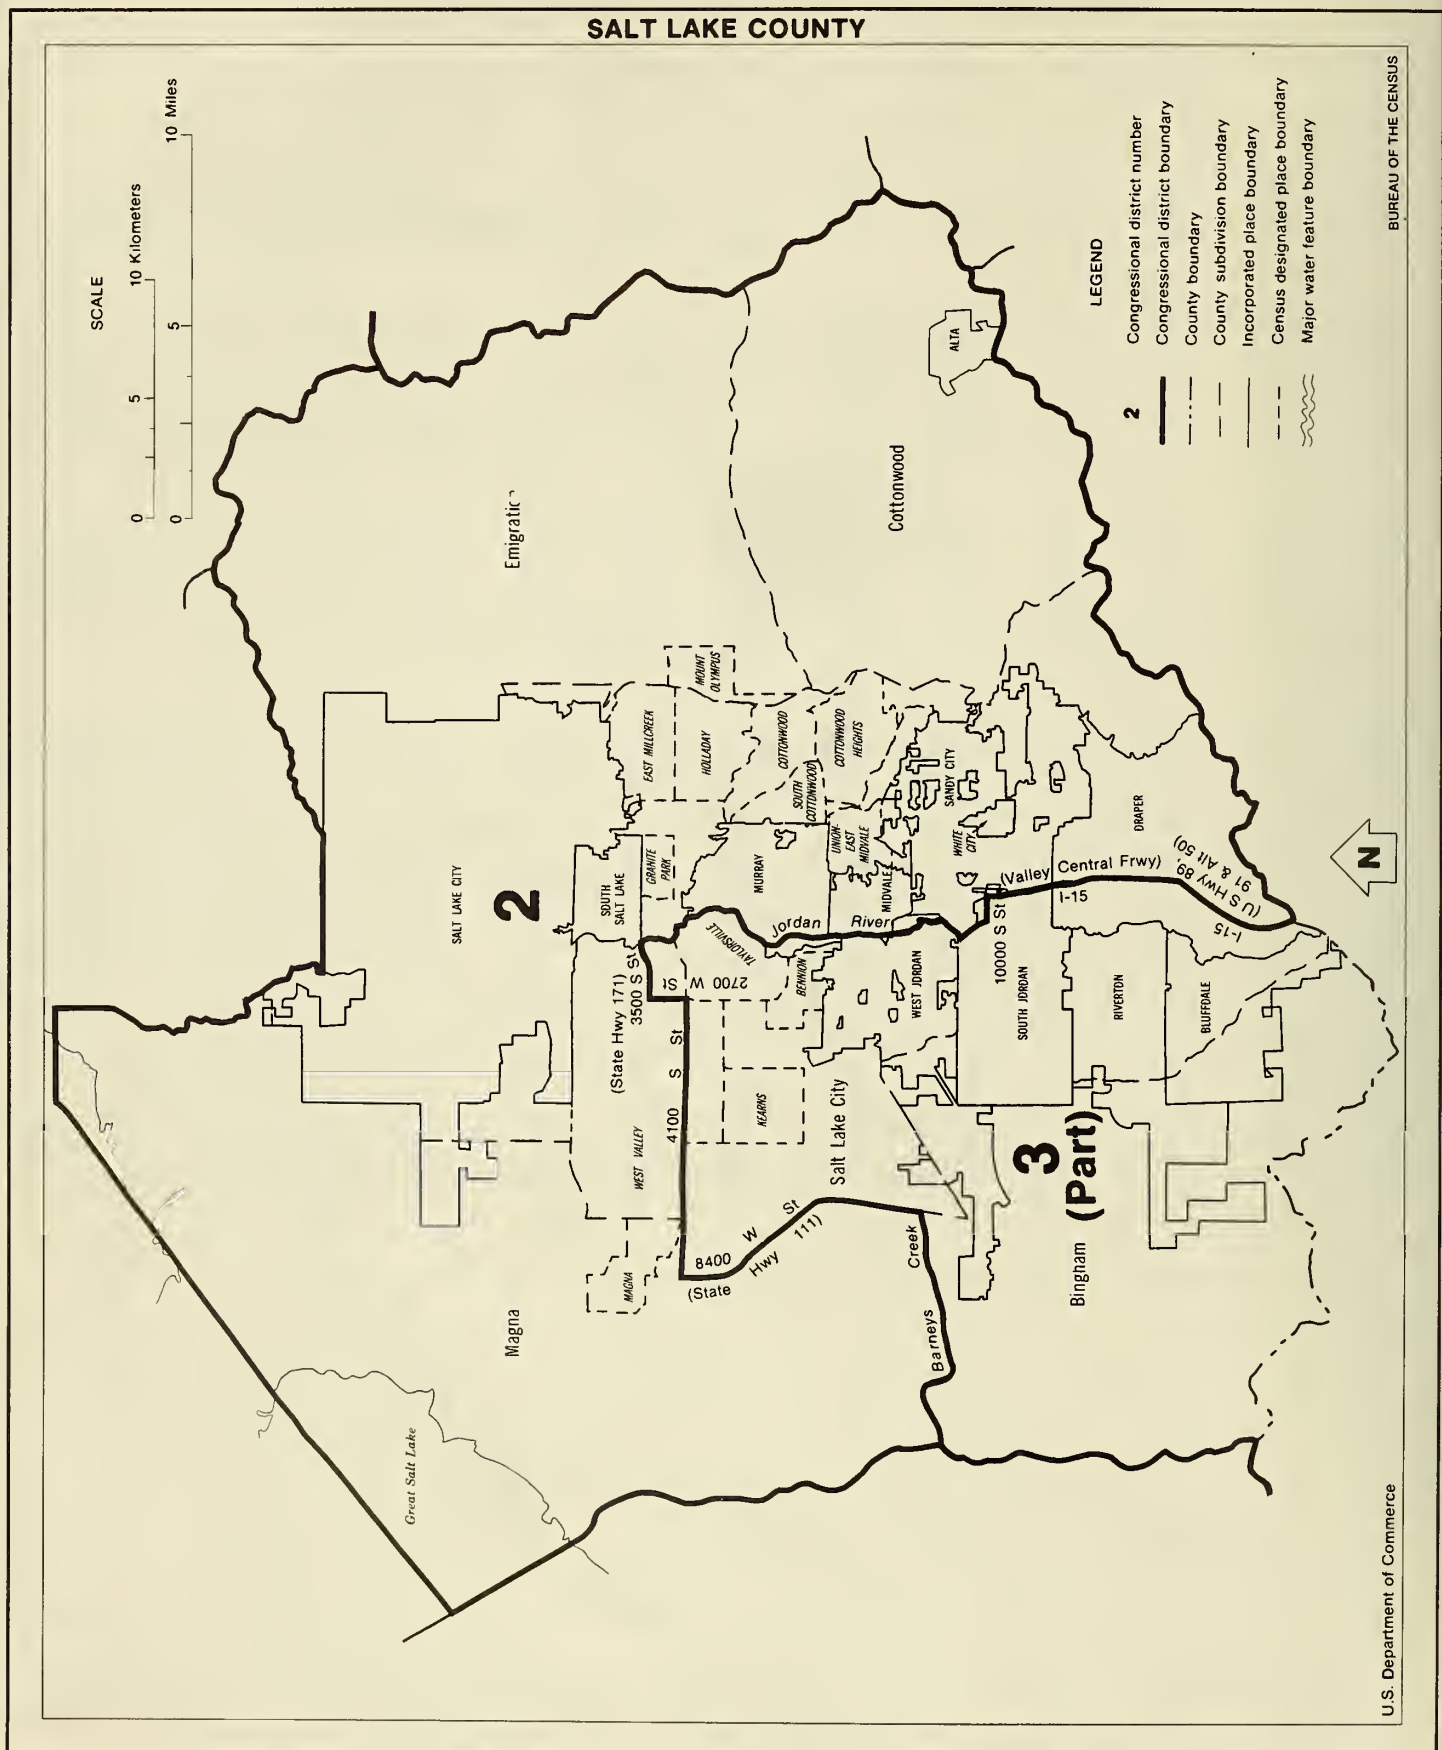 SALT LAKE COUNTY
SCALE
0 5 10 Kilometers
0 5 10 Miles
LEGEND
2 Congressional district number
Congressional district boundary
County boundary
County subdivision boundary
Incorporated place boundary
Census designated place boundary
Major water feature boundary
BUREAU OF THE CENSUS
U.S. Department of Commerce
N
Emigratic
Cottonwood
ALTA
MOUNT
OLYMPUS
EAST MILLCREEK
HOLLADAY
COTTONWOOD
COTTONWOOD
HEIGHTS
SOUTH
COTTONWOOD
SANDY CITY
WHITE
CITY
UNION-
EAST
MIDVALE
MIDVALE
MURRAY
GRANITE
PARK
SOUTH
SALT LAKE
SALT LAKE CITY
2
DRAPER
(Valley Central Frwy)
I-15
(U S Hwy 89,
91 & Alt 50)
I-15
10000 S St
Jordan River
TAYLORSVILLE
BENNION
WEST JORDAN
SOUTH JORDAN
RIVERTON
BLUFFDALE
(State Hwy 171)
3500 S St
2700 W St
4100 S St
WEST VALLEY
KEARNS
Salt Lake City
3
(Part)
Bingham
MAGNA
Magna
8400 W St
(State Hwy 111)
Barneys Creek
Great Salt Lake